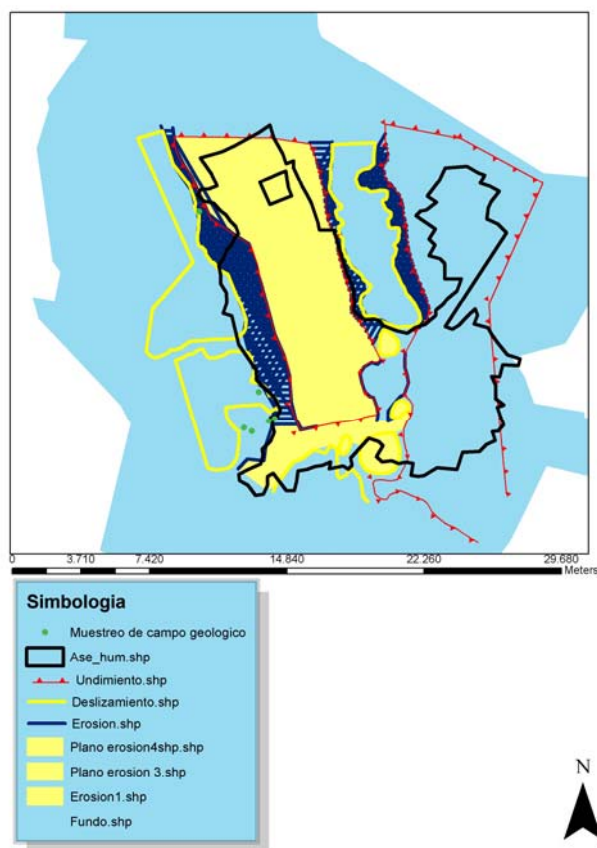 0 3.710 7.420 14.840 22.260 29.680
Meters
Simbologia
Muestreo de campo geologico
Ase_hum.shp
Undimiento.shp
Deslizamiento.shp
Erosion.shp
Plano erosion4shp.shp
Plano erosion 3.shp
Erosion1.shp
Fundo.shp
N